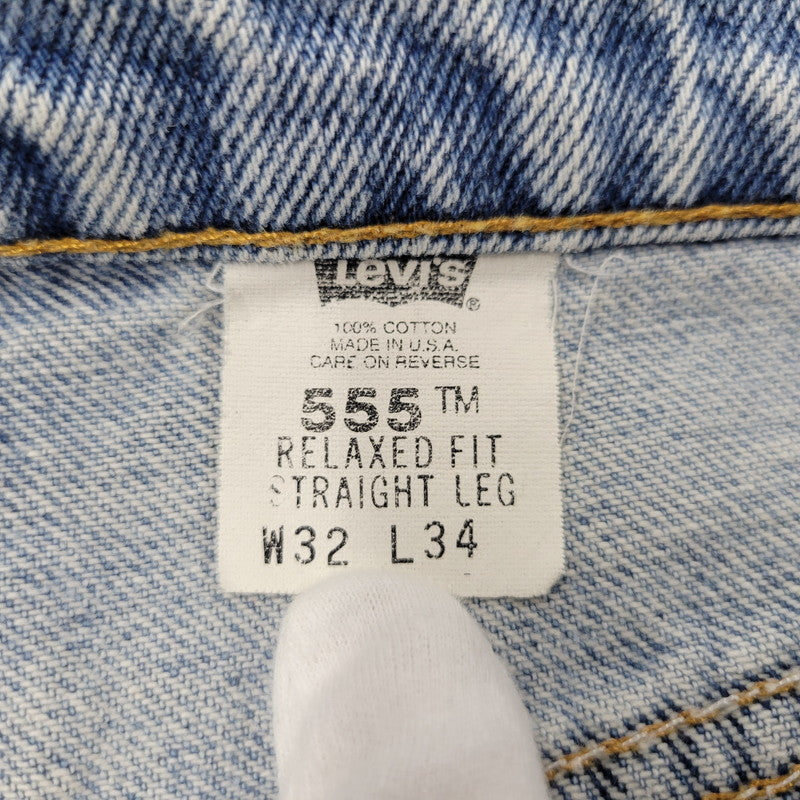 Levi's®
100% COTTON
MADE IN U.S.A.
CARE ON REVERSE
555™
RELAXED FIT
STRAIGHT LEG
W32 L34